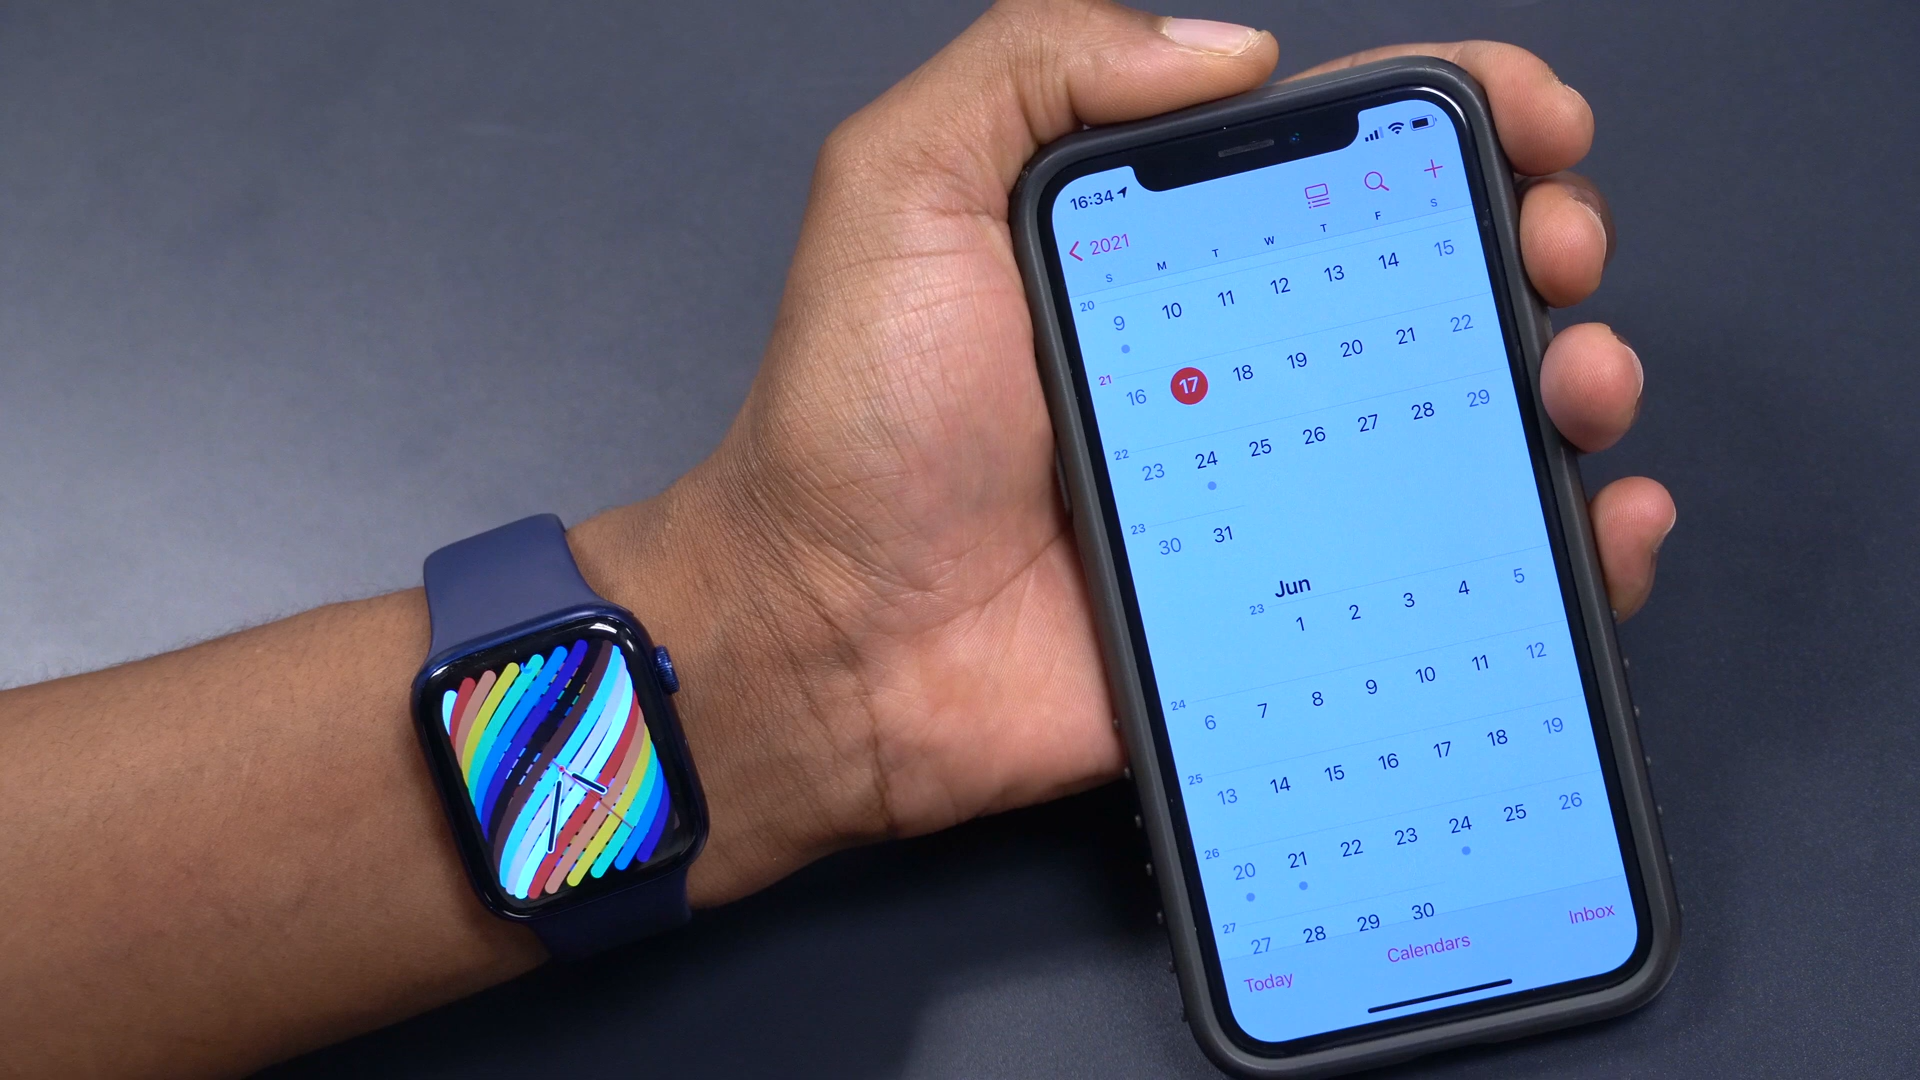 16:34
2021
S M T W T F S
20 9 10 11 12 13 14 15
21 16 17 18 19 20 21 22
22 23 24 25 26 27 28 29
23 30 31
Jun
23 1 2 3 4 5
24 6 7 8 9 10 11 12
25 13 14 15 16 17 18 19
26 20 21 22 23 24 25 26
27 27 28 29 30
Today Calendars Inbox